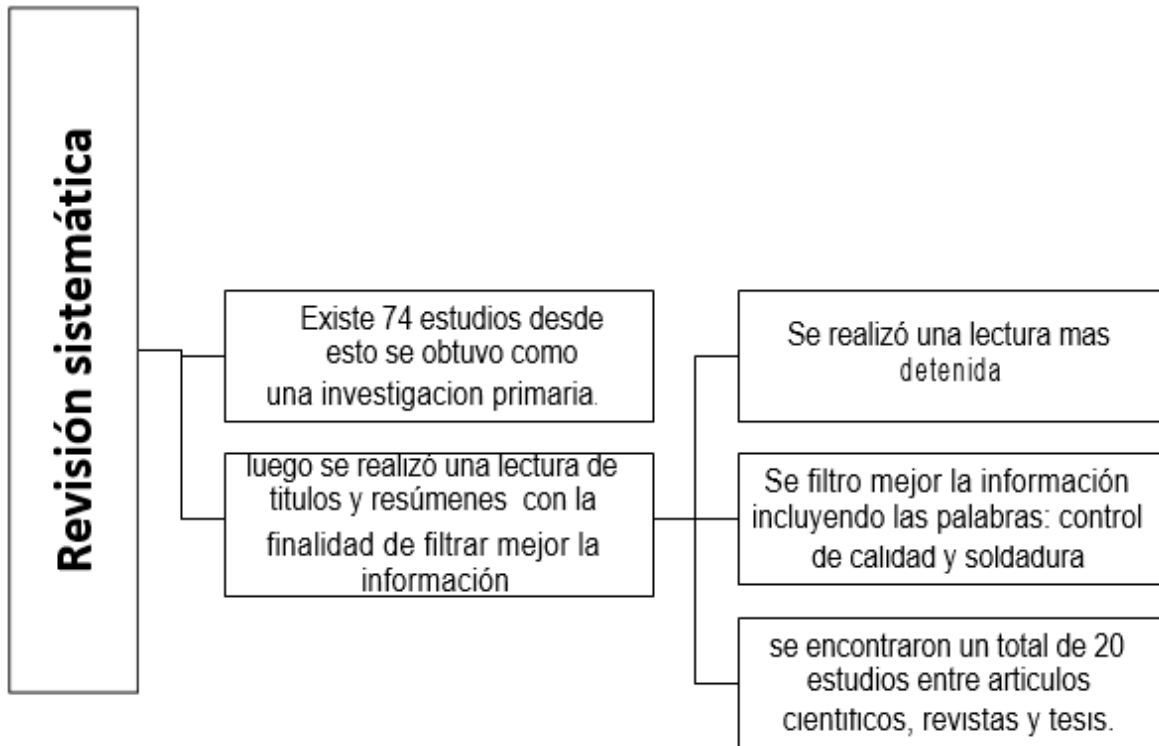 Revisión sistemática
Existe 74 estudios desde
esto se obtuvo como
una investigacion primaria.
luego se realizó una lectura de
titulos y resúmenes con la
finalidad de filtrar mejor la
información
Se realizó una lectura mas
detenida
Se filtro mejor la información
incluyendo las palabras: control
de calidad y soldadura
se encontraron un total de 20
estudios entre articulos
cientificos, revistas y tesis.